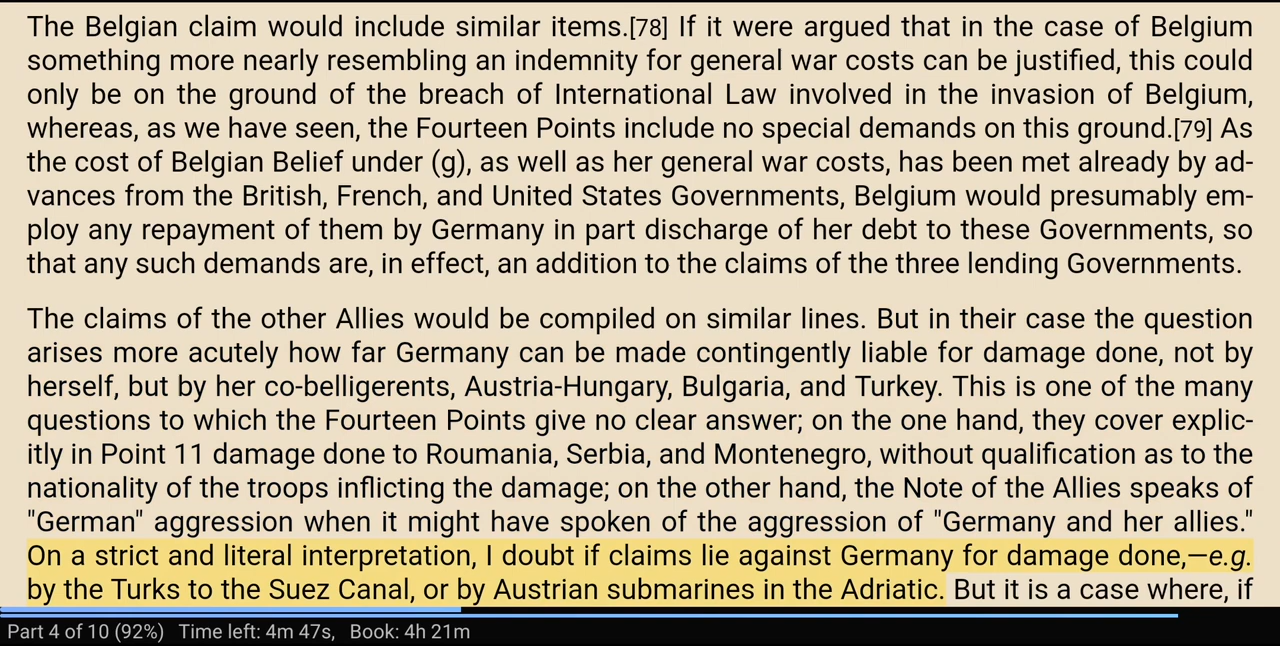 The Belgian claim would include similar items.[78] If it were argued that in the case of Belgium
something more nearly resembling an indemnity for general war costs can be justified, this could
only be on the ground of the breach of International Law involved in the invasion of Belgium,
whereas, as we have seen, the Fourteen Points include no special demands on this ground.[79] As
the cost of Belgian Belief under (g), as well as her general war costs, has been met already by ad-
vances from the British, French, and United States Governments, Belgium would presumably em-
ploy any repayment of them by Germany in part discharge of her debt to these Governments, so
that any such demands are, in effect, an addition to the claims of the three lending Governments.
The claims of the other Allies would be compiled on similar lines. But in their case the question
arises more acutely how far Germany can be made contingently liable for damage done, not by
herself, but by her co-belligerents, Austria-Hungary, Bulgaria, and Turkey. This is one of the many
questions to which the Fourteen Points give no clear answer; on the one hand, they cover explic-
itly in Point 11 damage done to Roumania, Serbia, and Montenegro, without qualification as to the
nationality of the troops inflicting the damage; on the other hand, the Note of the Allies speaks of
"German" aggression when it might have spoken of the aggression of "Germany and her allies."
On a strict and literal interpretation, I doubt if claims lie against Germany for damage done,—e.g.
by the Turks to the Suez Canal, or by Austrian submarines in the Adriatic. But it is a case where, if
Part 4 of 10 (92%) Time left: 4m 47s, Book: 4h 21m